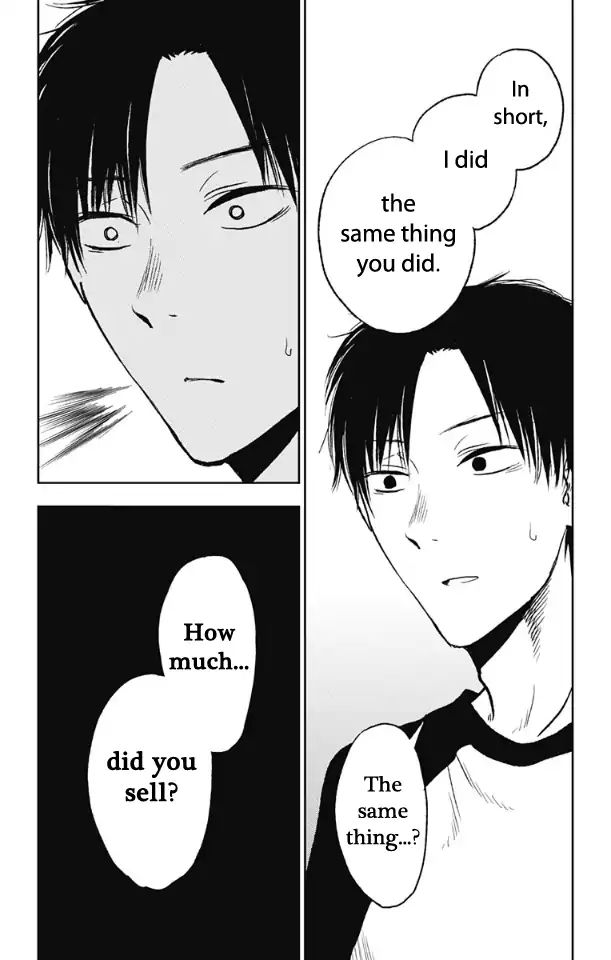 In
short,
I did
the
same thing
you did.
The
same
thing...?
How
much...
did you
sell?